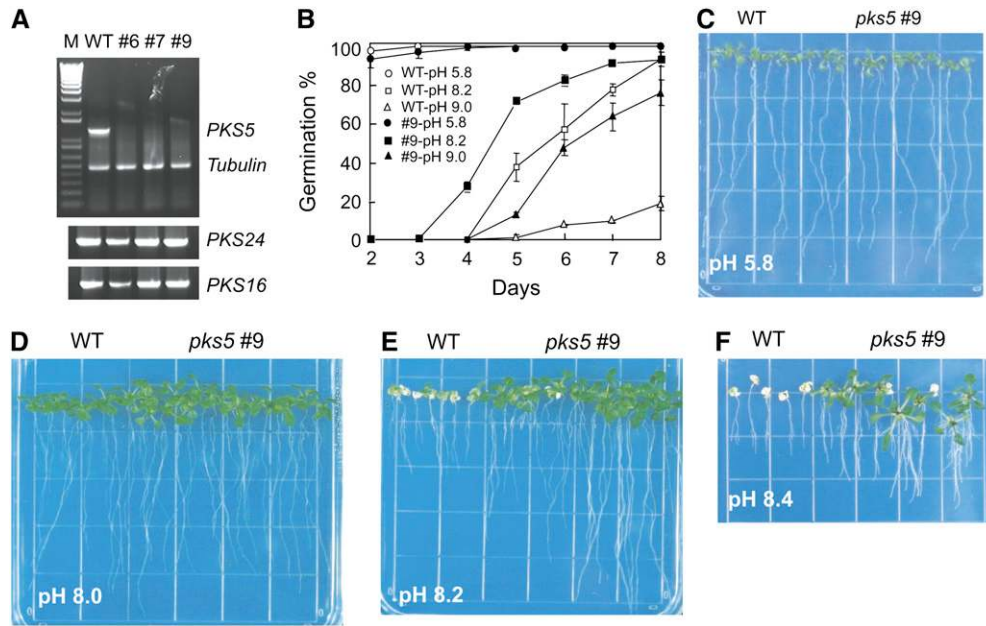 A
M WT #6 #7 #9
PKS5
Tubulin
PKS24
PKS16
B
Germination %
100
80
60
40
20
0
WT-pH 5.8
WT-pH 8.2
WT-pH 9.0
#9-pH 5.8
#9-pH 8.2
#9-pH 9.0
2 3 4 5 6 7 8
Days
C
WT pks5 #9
pH 5.8
D
WT pks5 #9
pH 8.0
E
WT pks5 #9
pH 8.2
F
WT pks5 #9
pH 8.4